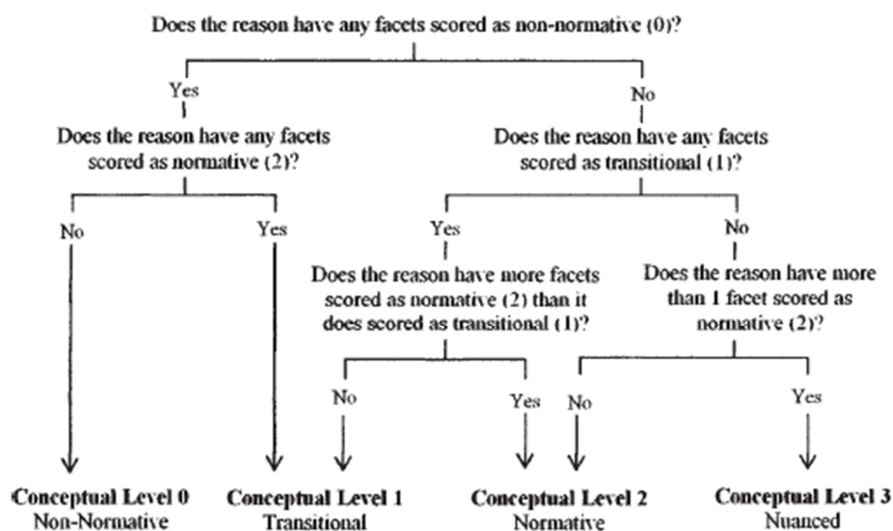 Does the reason have any facets scored as non-normative (0)?
Yes
No
Does the reason have any facets
scored as normative (2)?
Does the reason have any facets
scored as transitional (1)?
No
Yes
Yes
No
Does the reason have more facets
scored as normative (2) than it
does scored as transitional (1)?
Does the reason have more
than 1 facet scored as
normative (2)?
No
Yes
No
Yes
Conceptual Level 0
Non-Normative
Conceptual Level 1
Transitional
Conceptual Level 2
Normative
Conceptual Level 3
Nuanced